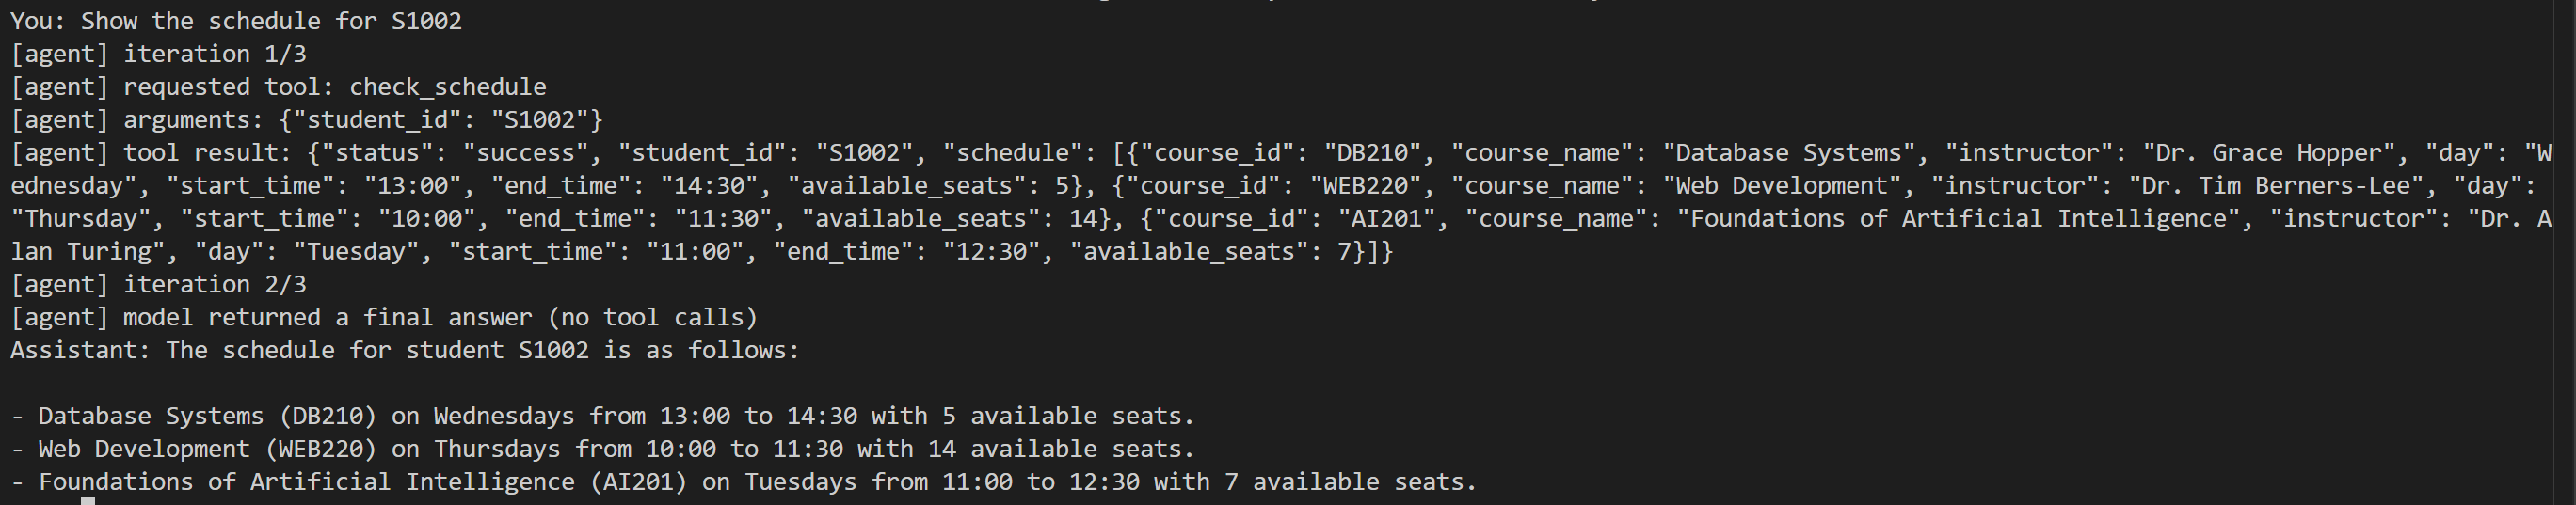 You: Show the schedule for S1002
[agent] iteration 1/3
[agent] requested tool: check_schedule
[agent] arguments: {"student_id": "S1002"}
[agent] tool result: {"status": "success", "student_id": "S1002", "schedule": [{"course_id": "DB210", "course_name": "Database Systems", "instructor": "Dr. Grace Hopper", "day": "W
ednesday", "start_time": "13:00", "end_time": "14:30", "available_seats": 5}, {"course_id": "WEB220", "course_name": "Web Development", "instructor": "Dr. Tim Berners-Lee", "day":
"Thursday", "start_time": "10:00", "end_time": "11:30", "available_seats": 14}, {"course_id": "AI201", "course_name": "Foundations of Artificial Intelligence", "instructor": "Dr. A
lan Turing", "day": "Tuesday", "start_time": "11:00", "end_time": "12:30", "available_seats": 7}]}
[agent] iteration 2/3
[agent] model returned a final answer (no tool calls)
Assistant: The schedule for student S1002 is as follows:

- Database Systems (DB210) on Wednesdays from 13:00 to 14:30 with 5 available seats.
- Web Development (WEB220) on Thursdays from 10:00 to 11:30 with 14 available seats.
- Foundations of Artificial Intelligence (AI201) on Tuesdays from 11:00 to 12:30 with 7 available seats.